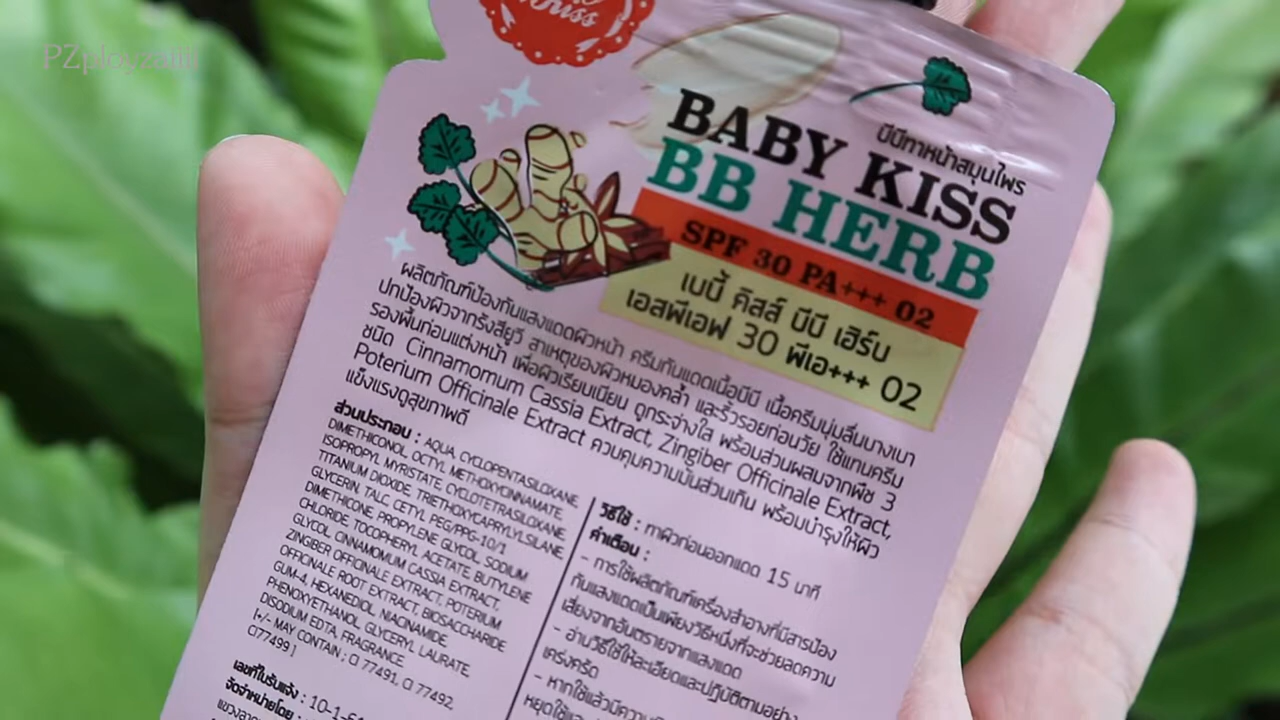 PZployzaiiii
Khiss
บีบีทาหน้าสมุนไพร
BABY KISS
BB HERB
SPF 30 PA+++ 02
เบบี้ คิสส์ บีบี เฮิร์บ
เอสพีเอฟ 30 พีเอ+++ 02
ผลิตภัณฑ์ป้องกันแสงแดดผิวหน้า ครีมกันแดดเนื้อบีบี เนื้อครีมนุ่มลื่นบางเบา
ปกป้องผิวจากรังสียูวี สาเหตุของผิวหมองคล้ำ และริ้วรอยก่อนวัย ใช้แทนครีม
รองพื้นก่อนแต่งหน้า เพื่อผิวเรียบเนียน ดูกระจ่างใส พร้อมส่วนผสมจากพืช 3
ชนิด Cinnamomum Cassia Extract, Zingiber Officinale Extract,
Poterium Officinale Extract ควบคุมความมันส่วนเกิน พร้อมบำรุงให้ผิว
แข็งแรงดูสุขภาพดี
ส่วนประกอบ : AQUA, CYCLOPENTASILOXANE
DIMETHICONOL, OCTYL METHOXYCINNAMATE,
ISOPROPYL MYRISTATE, CYCLOTETRASILOXANE,
TITANIUM DIOXIDE, TRIETHOXYCAPRYLYLSILANE
GLYCERIN, TALC, CETYL PEG/PPG-10/1
DIMETHICONE, PROPYLENE GLYCOL, SODIUM
CHLORIDE, TOCOPHERYL ACETATE, BUTYLENE
GLYCOL, CINNAMOMUM CASSIA EXTRACT,
ZINGIBER OFFICINALE EXTRACT, POTERIUM
OFFICINALE ROOT EXTRACT, BIOSACCHARIDE
GUM-4, HEXANEDIOL, NIACINAMIDE,
PHENOXYETHANOL, GLYCERYL LAURATE,
DISODIUM EDTA, FRAGRANCE.
[+/- MAY CONTAIN ; CI 77491, CI 77492,
CI77499 ]
เลขที่ใบรับแจ้ง : 10-1-61
จัดจำหน่ายโดย :
วิธีใช้ : ทาผิวก่อนออกแดด 15 นาที
คำเตือน :
- การใช้ผลิตภัณฑ์เครื่องสำอางที่มีสารป้อง
กันแสงแดดเป็นเพียงวิธีหนึ่งที่จะช่วยลดความ
เสี่ยงจากอันตรายจากแสงแดด
- อ่านวิธีใช้ให้ละเอียดและปฏิบัติตามอย่าง
เคร่งครัด
- หากใช้แล้วมีความ